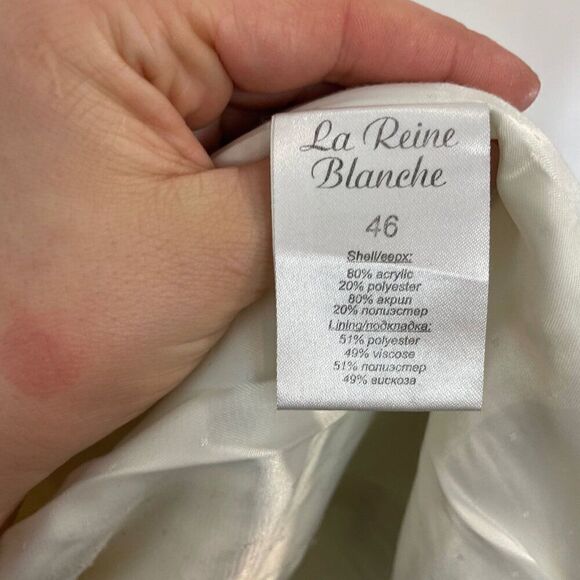 La Reine
Blanche
46
Shell/верх:
80% acrylic
20% polyester
80% акрил
20% полиэстер
Lining/подкладка:
51% polyester
49% viscose
51% полиэстер
49% вискоза